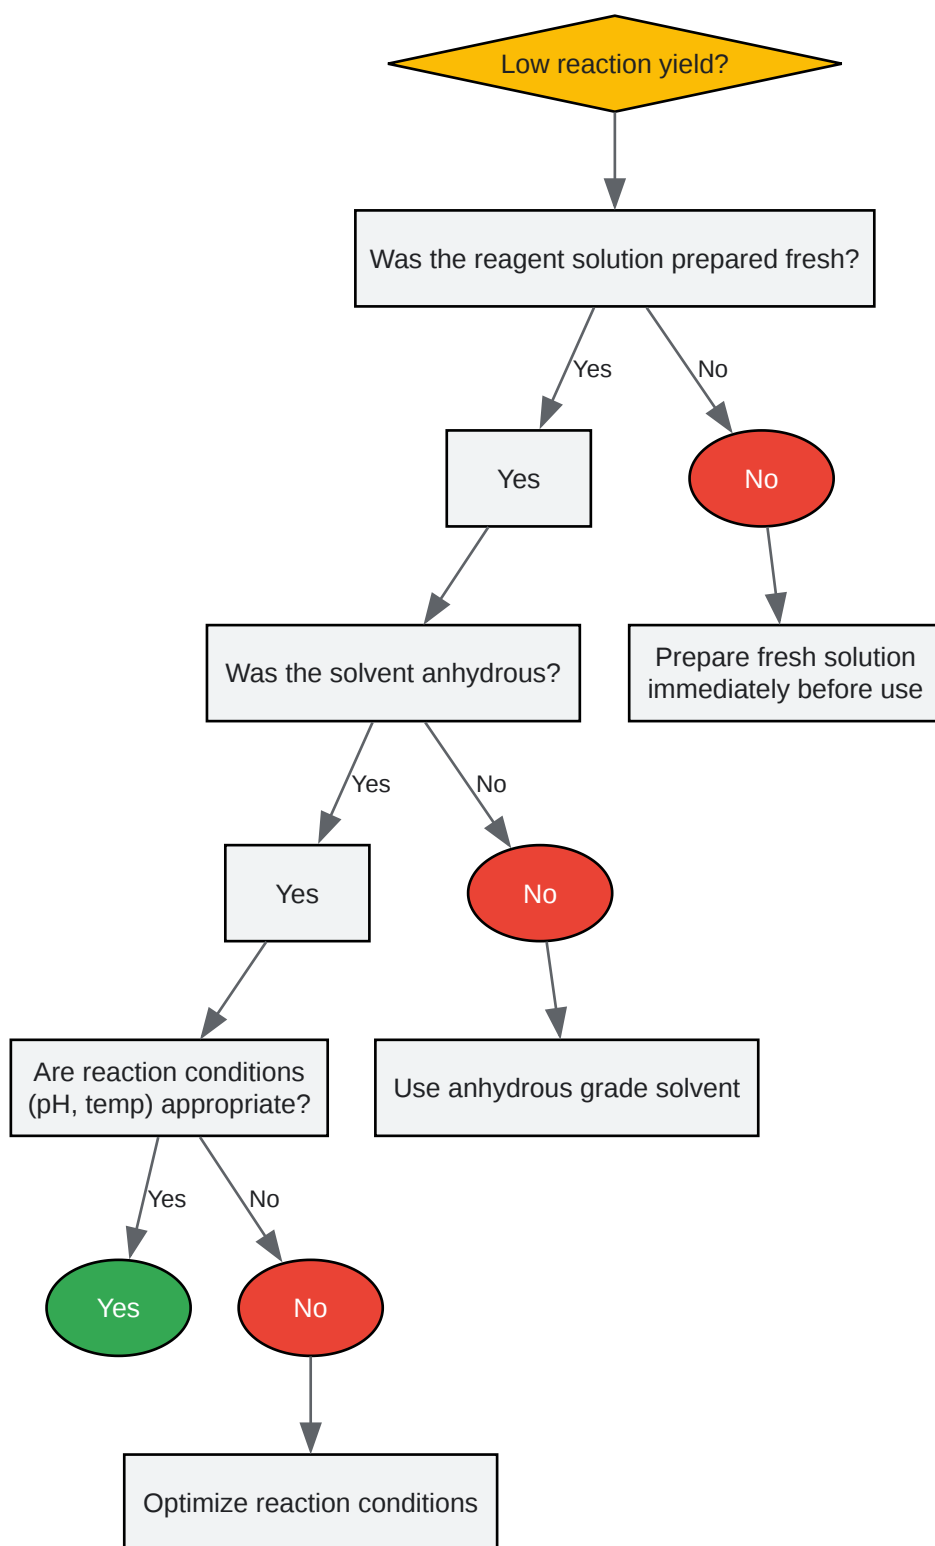 Low reaction yield?
Was the reagent solution prepared fresh?
Yes
No
Yes
No
Was the solvent anhydrous?
Prepare fresh solution
immediately before use
Yes
No
Yes
No
Are reaction conditions
(pH, temp) appropriate?
Use anhydrous grade solvent
Yes
No
Yes
No
Optimize reaction conditions